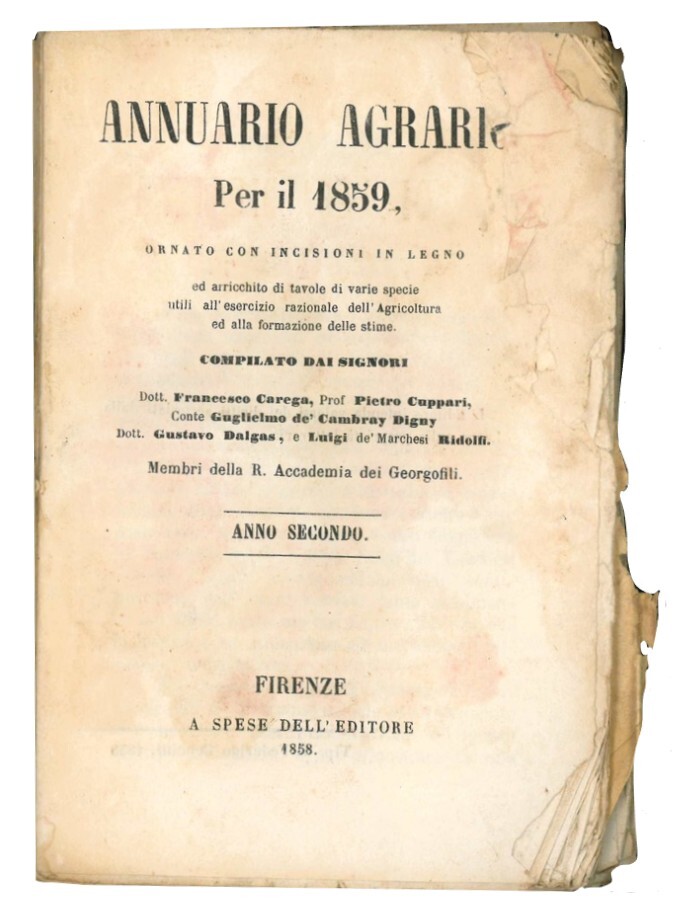 ANNUARIO AGRARIO
Per il 1859,
ORNATO CON INCISIONI IN LEGNO
ed arricchito di tavole di varie specie
utili all'esercizio razionale dell'Agricoltura
ed alla formazione delle stime.
COMPILATO DAI SIGNORI
Dott. Francesco Carega, Prof Pietro Cuppari,
Conte Guglielmo de' Cambray Digny
Dott. Gustavo Dalgas, e Luigi de' Marchesi Ridolfi.
Membri della R. Accademia dei Georgofili.
ANNO SECONDO.
FIRENZE
A SPESE DELL'EDITORE
1858.